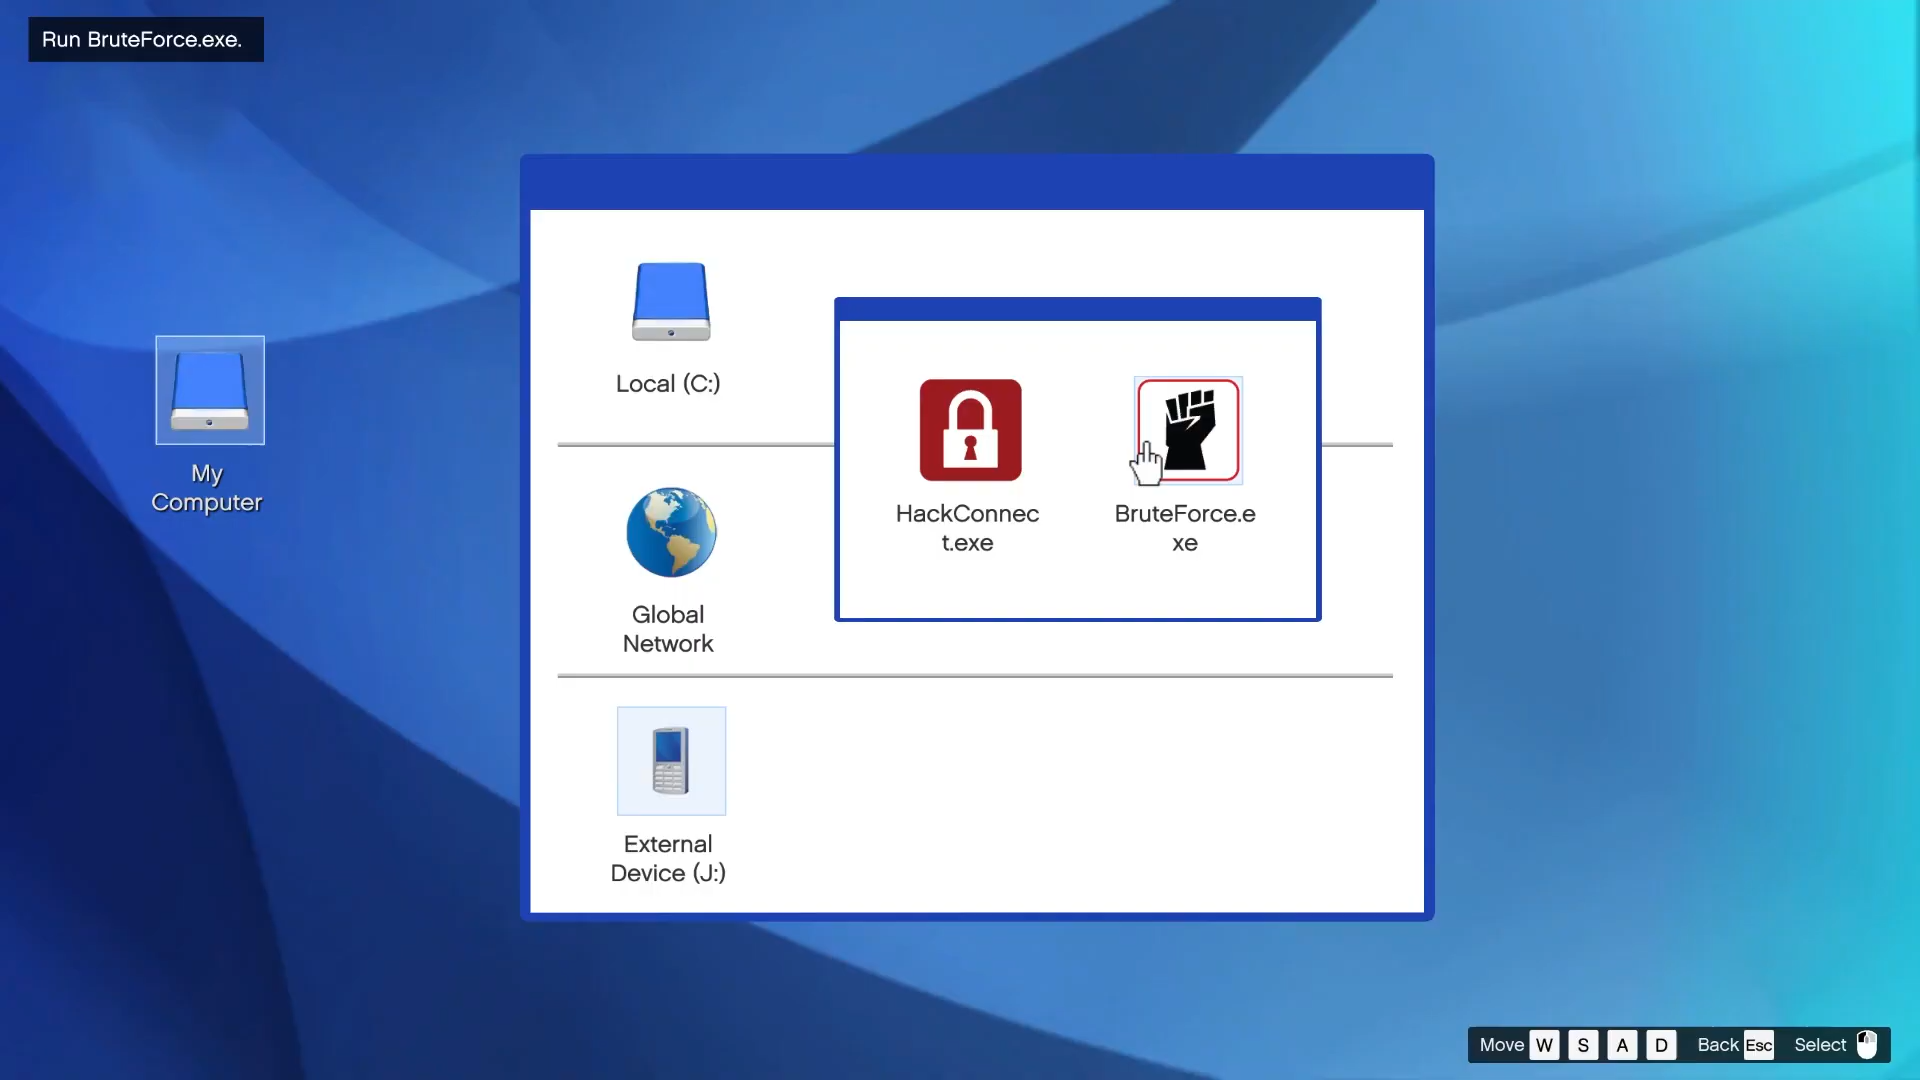 Run BruteForce.exe.
My
Computer
Local (C:)
HackConnec
t.exe
BruteForce.e
xe
Global
Network
External
Device (J:)
Move W S A D Back Esc Select